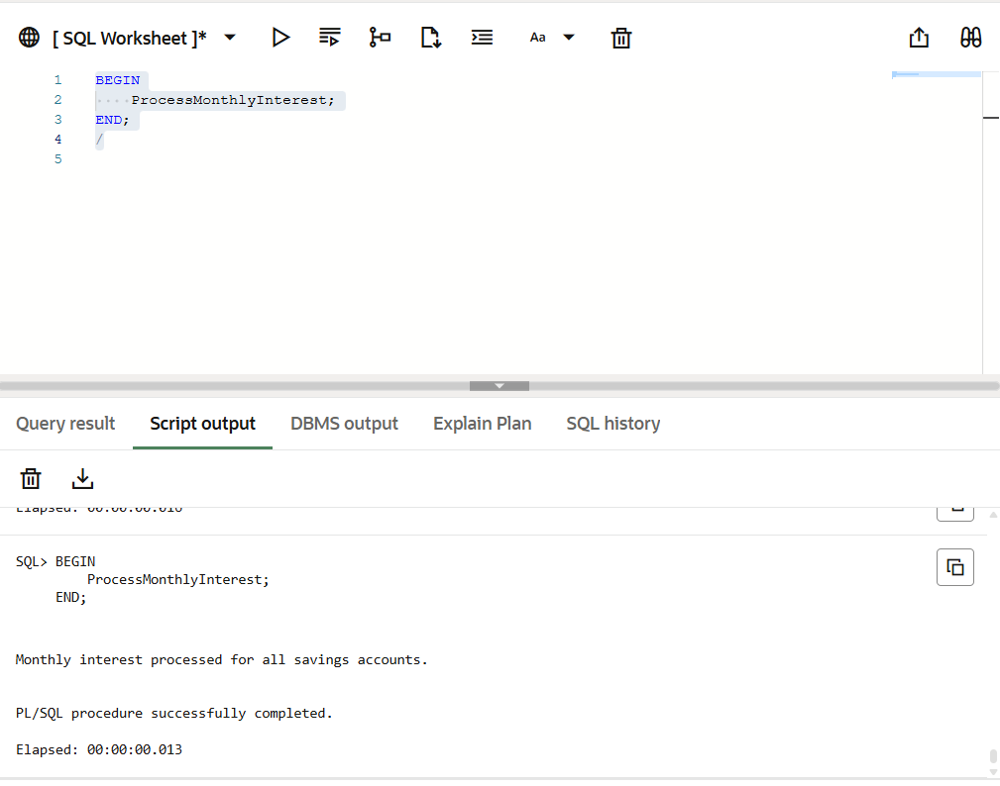 [ SQL Worksheet ]* Aa
1 BEGIN
2 ProcessMonthlyInterest;
3 END;
4 /
5
Query result Script output DBMS output Explain Plan SQL history
Elapsed: 00:00:00.016
SQL> BEGIN
ProcessMonthlyInterest;
END;
Monthly interest processed for all savings accounts.
PL/SQL procedure successfully completed.
Elapsed: 00:00:00.013